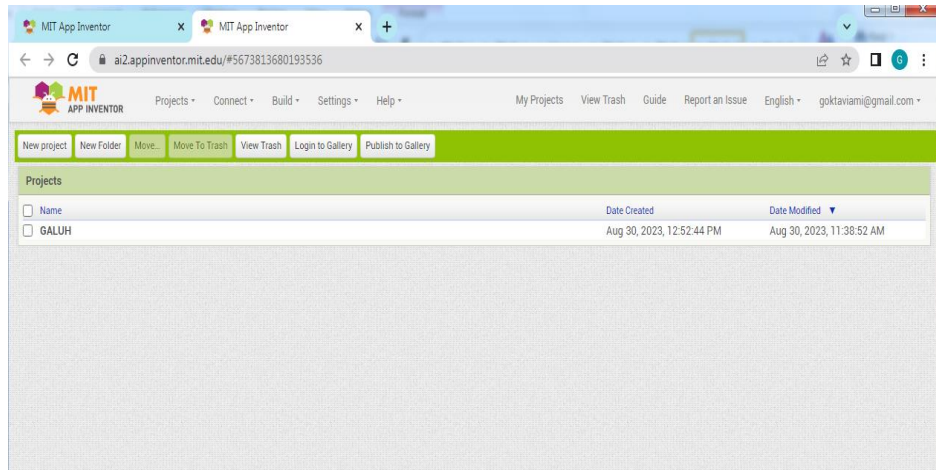 MIT App Inventor MIT App Inventor
ai2.appinventor.mit.edu/#5673813680193536 G
MIT
APP INVENTOR
Projects Connect Build Settings Help My Projects View Trash Guide Report an Issue English goktaviami@gmail.com
New project New Folder Move... Move To Trash View Trash Login to Gallery Publish to Gallery
Projects
Name Date Created Date Modified
GALUH Aug 30, 2023, 12:52:44 PM Aug 30, 2023, 11:38:52 AM